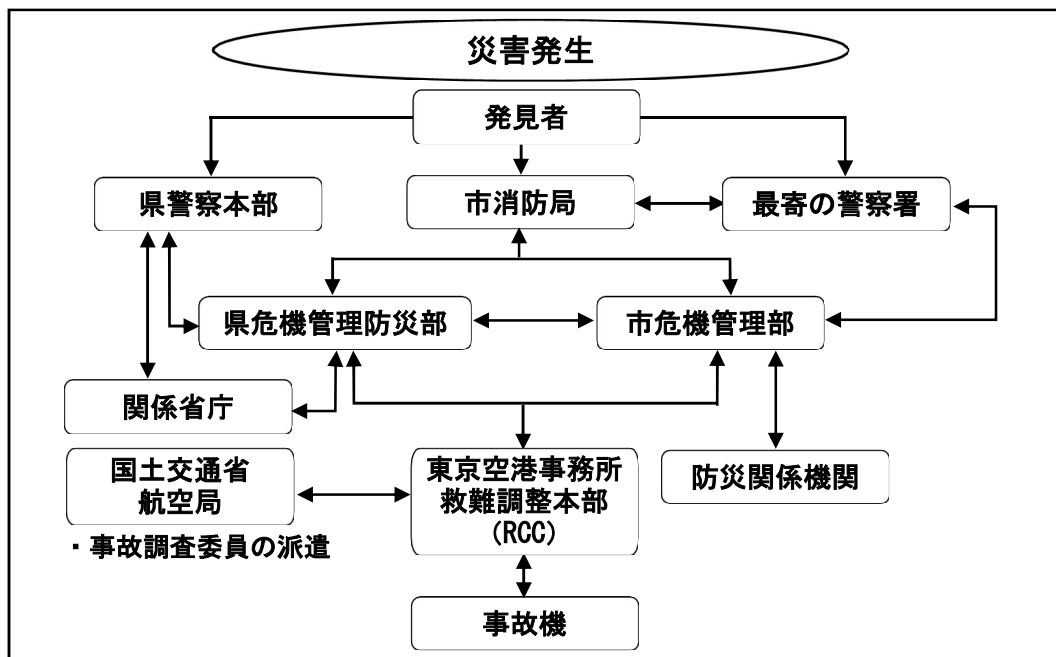 災害発生
発見者
県警察本部
市消防局
最寄の警察署
県危機管理防災部
市危機管理部
関係省庁
国土交通省
航空局
東京空港事務所
救難調整本部
(RCC)
防災関係機関
・事故調査委員の派遣
事故機